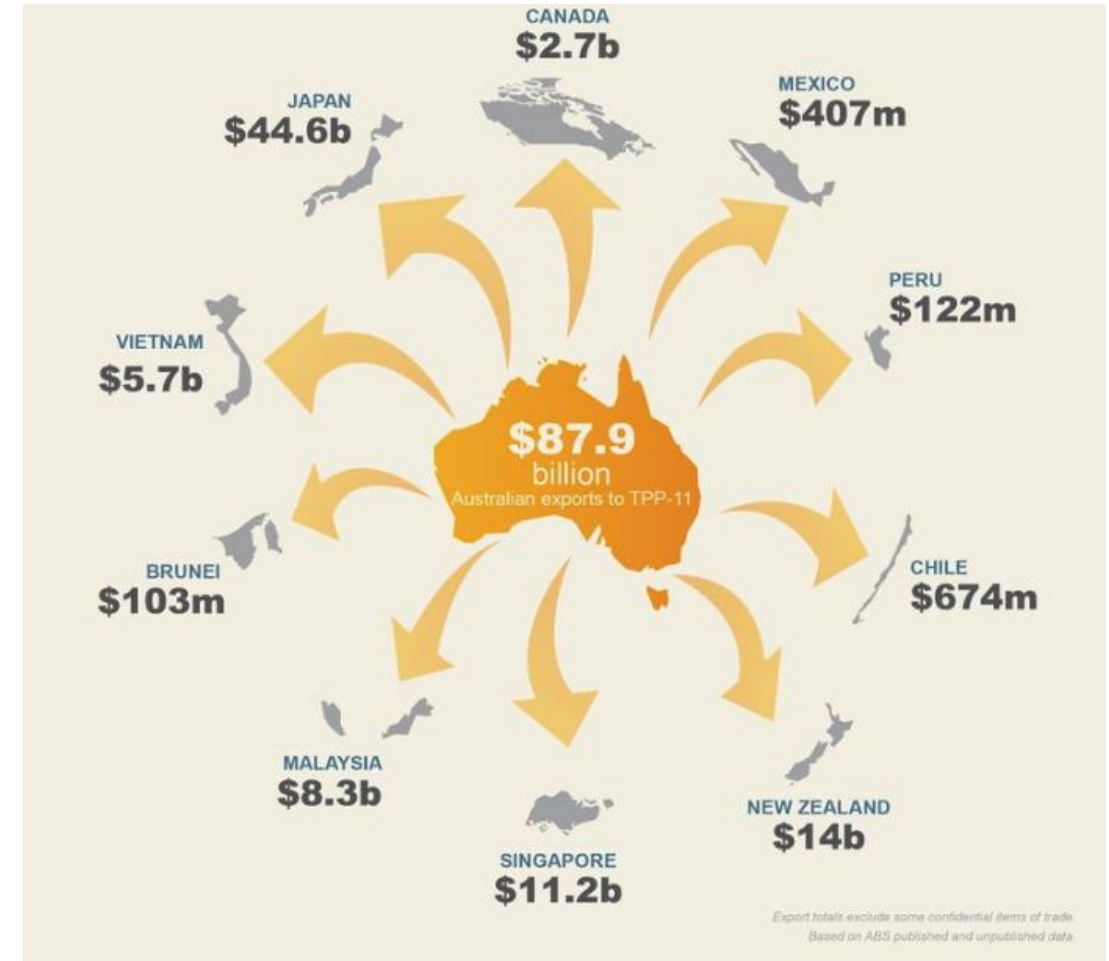 CANADA
$2.7b
MEXICO
$407m
JAPAN
$44.6b
PERU
$122m
VIETNAM
$5.7b
$87.9
billion
Australian exports to TPP-11
CHILE
$674m
BRUNEI
$103m
MALAYSIA
$8.3b
NEW ZEALAND
$14b
SINGAPORE
$11.2b
Export totals exclude some confidential items of trade.
Based on ABS published and unpublished data.